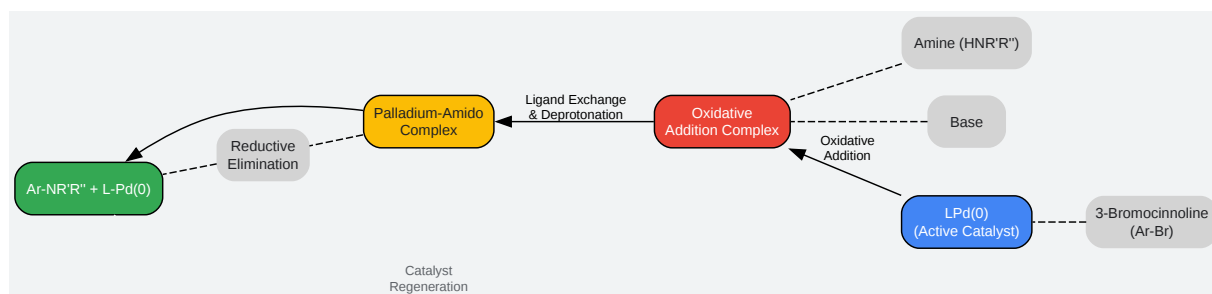 Amine (HNR'R'')
Ligand Exchange
& Deprotonation
Palladium-Amido
Complex
Oxidative
Addition Complex
Base
Oxidative
Addition
Reductive
Elimination
Ar-NR'R'' + L-Pd(0)
LPd(0)
(Active Catalyst)
3-Bromocinnoline
(Ar-Br)
Catalyst
Regeneration